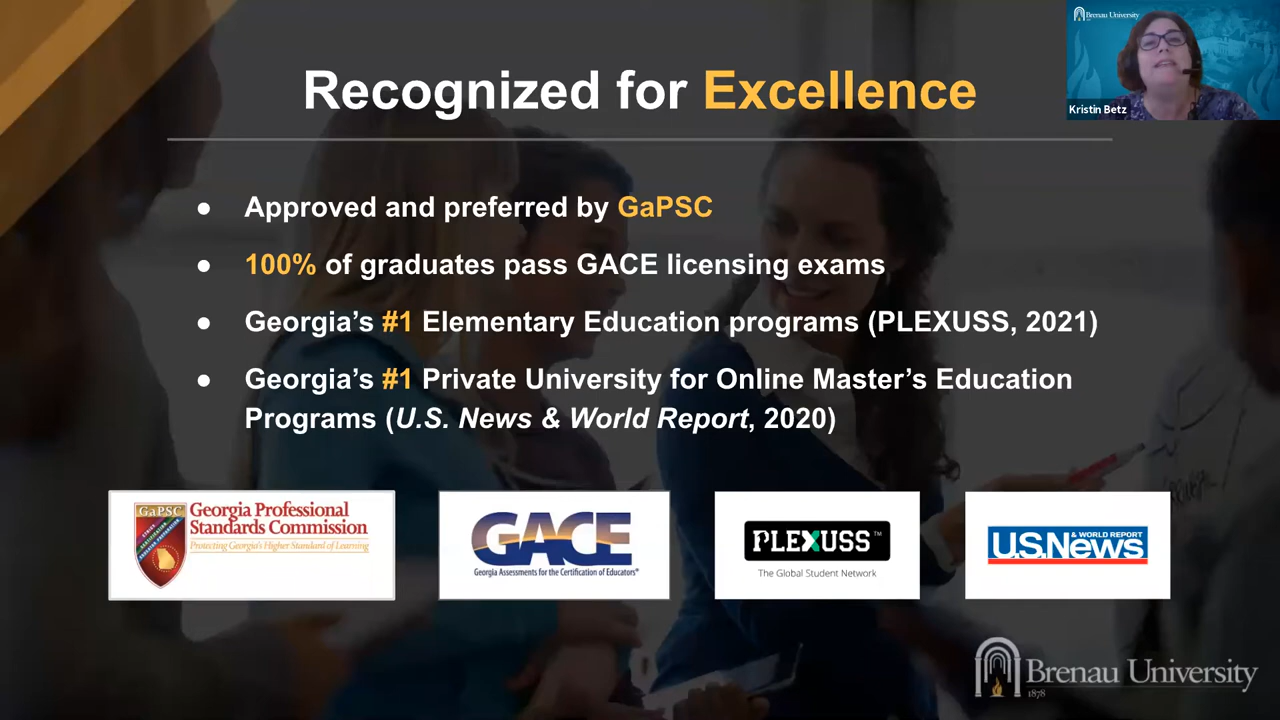 Brenau University
Kristin Betz
Recognized for Excellence
● Approved and preferred by GaPSC
● 100% of graduates pass GACE licensing exams
● Georgia’s #1 Elementary Education programs (PLEXUSS, 2021)
● Georgia’s #1 Private University for Online Master’s Education
Programs (U.S. News & World Report, 2020)
GaPSC
Georgia Professional
Standards Commission
Protecting Georgia's Higher Standard of Learning
GACE
Georgia Assessments for the Certification of Educators®
PLEXUSS™
The Global Student Network
U.S.News
& WORLD REPORT
Brenau University
1878